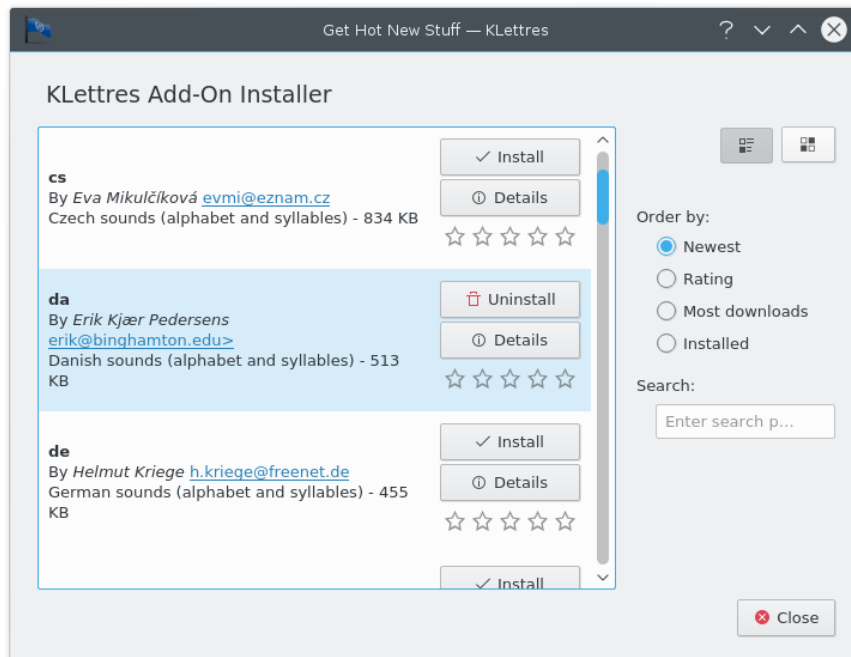 Get Hot New Stuff — KLettres
KLettres Add-On Installer
cs
By Eva Mikulčíková evmi@eznam.cz
Czech sounds (alphabet and syllables) - 834 KB
Install
Details
da
By Erik Kjær Pedersens
erik@binghamton.edu>
Danish sounds (alphabet and syllables) - 513
KB
Uninstall
Details
de
By Helmut Kriege h.kriege@freenet.de
German sounds (alphabet and syllables) - 455
KB
Install
Details
Install
Order by:
Newest
Rating
Most downloads
Installed
Search:
Enter search p...
Close